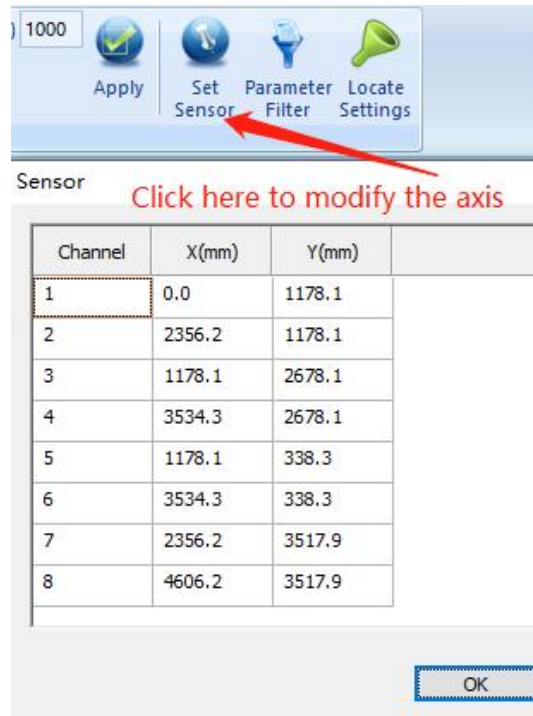 ) 1000
Apply
Set Sensor
Parameter Filter
Locate Settings
Sensor
Click here to modify the axis
Channel X(mm) Y(mm)
1 0.0 1178.1
2 2356.2 1178.1
3 1178.1 2678.1
4 3534.3 2678.1
5 1178.1 338.3
6 3534.3 338.3
7 2356.2 3517.9
8 4606.2 3517.9
OK